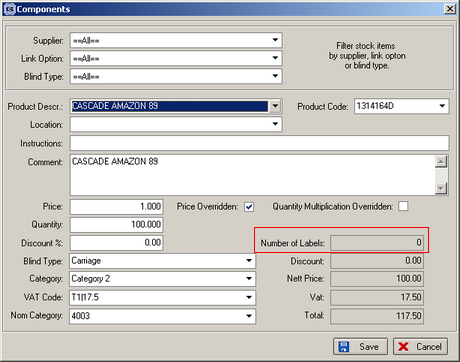 Components
Supplier: ==All==
Link Option: ==All==
Blind Type: ==All==
Filter stock items
by supplier, link opton
or blind type.
Product Descr.: CASCADE AMAZON 89 Product Code: 1314164D
Location:
Instructions:
Comment: CASCADE AMAZON 89
Price: 1.000 Price Overridden: Quantity Multiplication Overridden:
Quantity: 100.000
Discount %: 0.00 Number of Labels: 0
Blind Type: Carriage Discount: 0.00
Category: Category 2 Nett Price: 100.00
VAT Code: T1|17.5 Vat: 17.50
Nom Category: 4003 Total: 117.50
Save Cancel